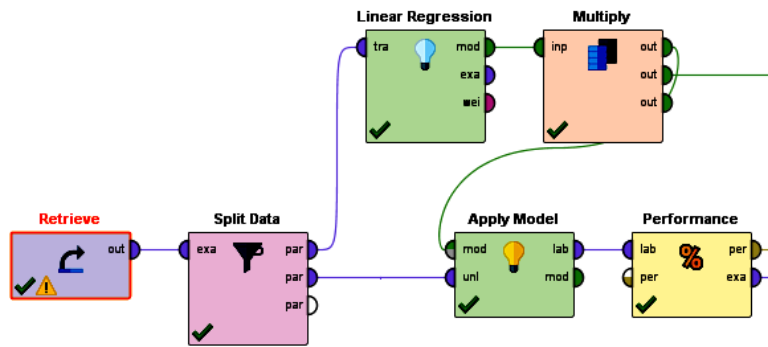 Linear Regression
Multiply
tra
mod
exa
wei
inp
out
out
out
Retrieve
Split Data
Apply Model
Performance
out
exa
par
par
par
mod
unl
lab
mod
lab
per
%
per
exa